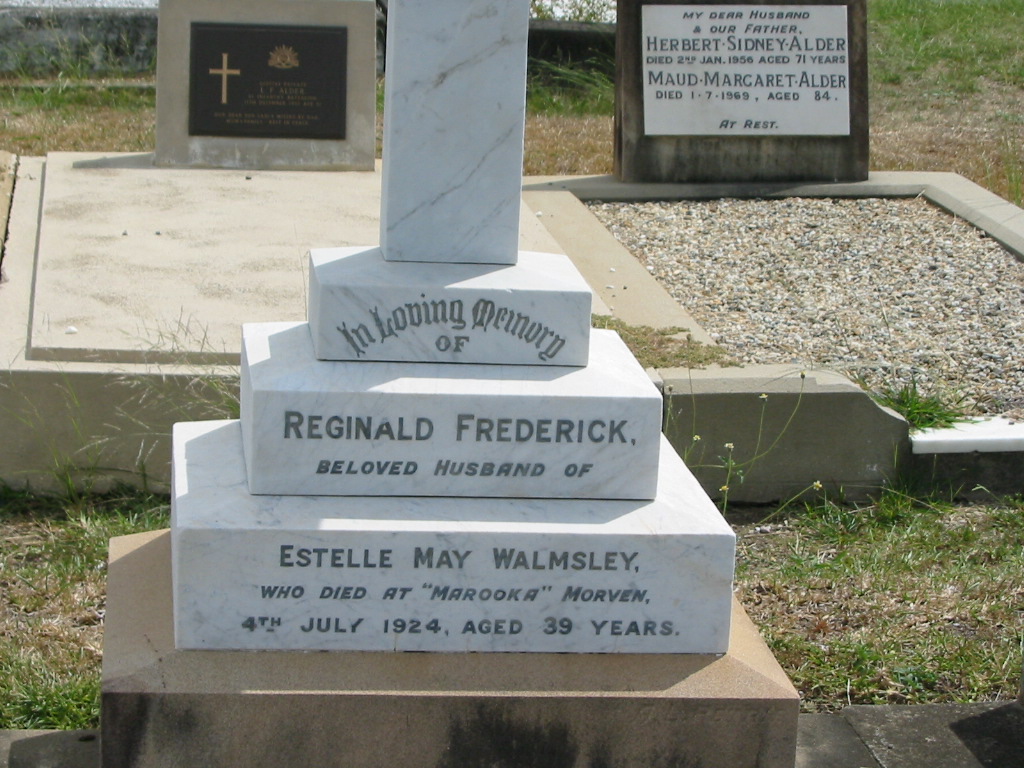 MY DEAR HUSBAND
& OUR FATHER,
HERBERT·SIDNEY·ALDER
DIED 2ND JAN. 1956 AGED 71 YEARS
MAUD·MARGARET·ALDER
DIED 1·7·1969, AGED 84.
AT REST.
ALDER
In Loving Memory
OF
REGINALD FREDERICK,
BELOVED HUSBAND OF
ESTELLE MAY WALMSLEY,
WHO DIED AT "MAROOKA" MORVEN,
4TH JULY 1924, AGED 39 YEARS.